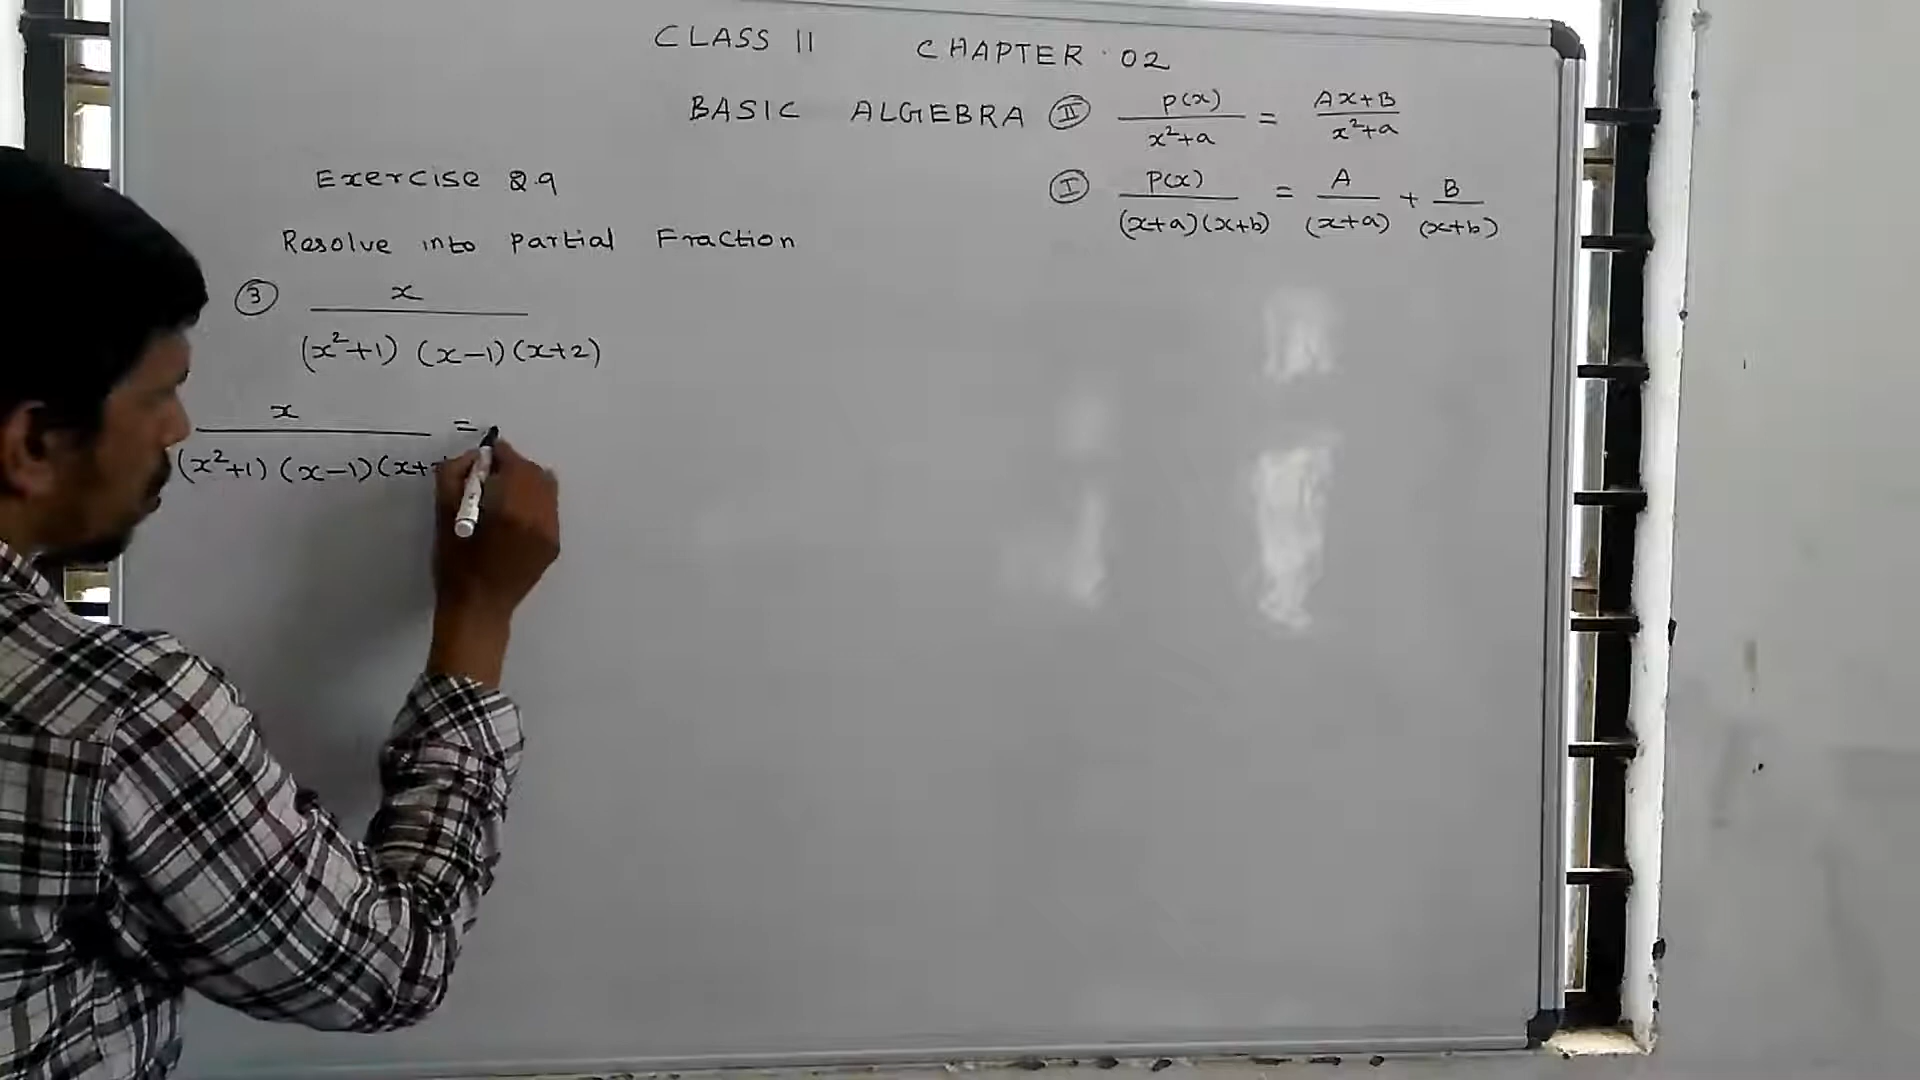 CLASS 11 CHAPTER · 02
BASIC ALGEBRA
Ⓘ Ⓘ P(x)/(x²+a) = (Ax+B)/(x²+a)
Ⓘ P(x)/((x+a)(x+b)) = A/(x+a) + B/(x+b)
Exercise 2.9
Resolve into partial Fraction
③ x/((x²+1) (x-1)(x+2))
x/((x²+1) (x-1)(x+ =